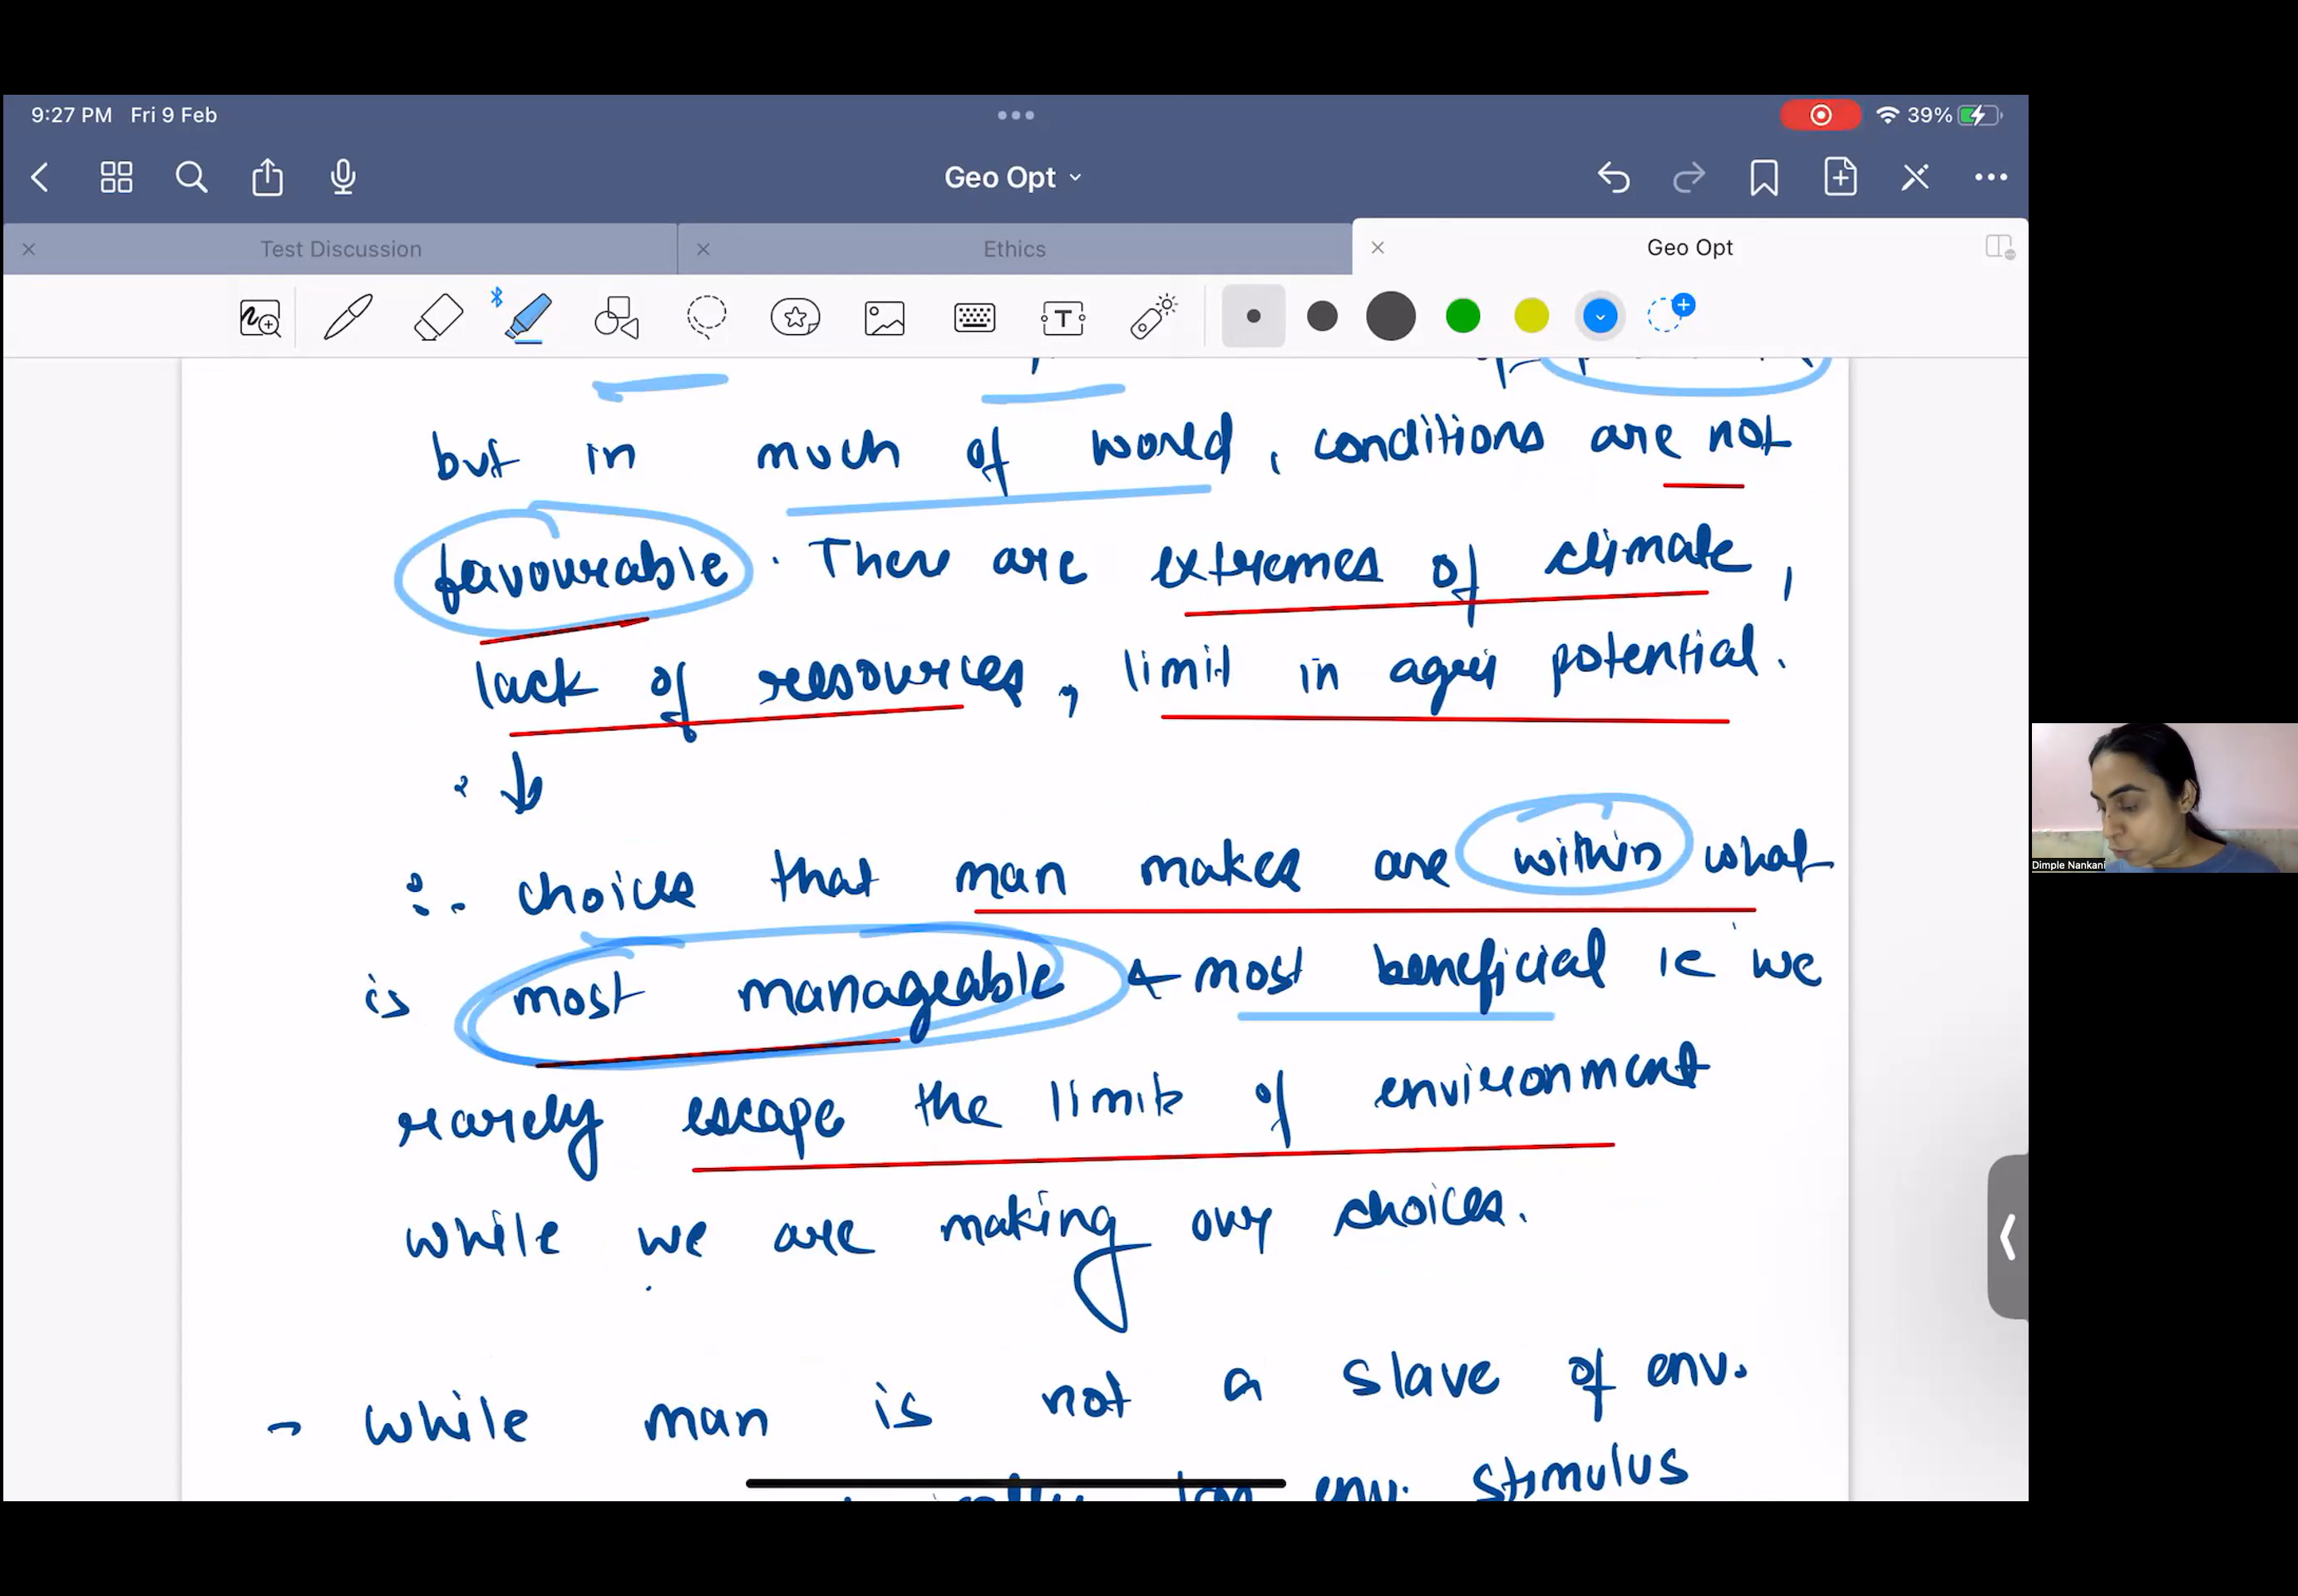 9:27 PM Fri 9 Feb
39%
Geo Opt
Test Discussion
Ethics
Geo Opt
but in much of world, conditions are not
favourable. There are extremes of climate,
lack of resources, limit in agri potential.
∴ choices that man makes are within what
is most manageable & most beneficial ie we
rarely escape the limits of environment
while we are making our choices.
- while man is not a slave of env.
env. stimulus
Dimple Nankani